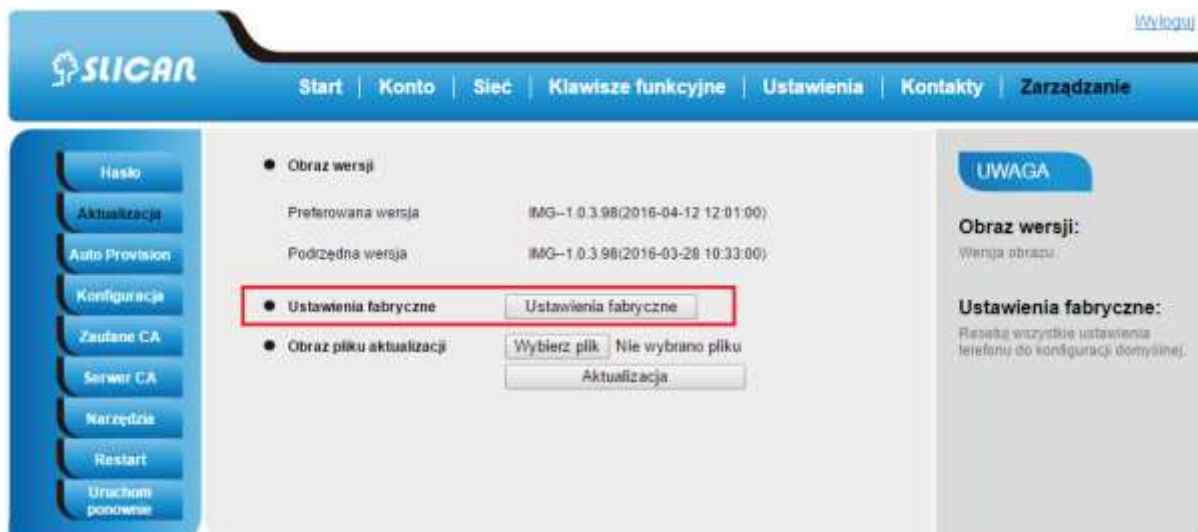 Wyloguj
SLICAN
Start | Konto | Sieć | Klawisze funkcyjne | Ustawienia | Kontakty | Zarządzanie
Hasło
Aktualizacja
Auto Provision
Konfiguracja
Zaufane CA
Serwer CA
Narzędzia
Restart
Uruchom
ponownie
Obraz wersji
Preferowana wersja IMG--1.0.3.98(2016-04-12 12:01:00)
Podrzędna wersja IMG--1.0.3.98(2016-03-28 10:33:00)
Ustawienia fabryczne Ustawienia fabryczne
Obraz pliku aktualizacji Wybierz plik Nie wybrano pliku
Aktualizacja
UWAGA
Obraz wersji:
Wersja obrazu.
Ustawienia fabryczne:
Resetuj wszystkie ustawienia
telefonu do konfiguracji domyślnej.